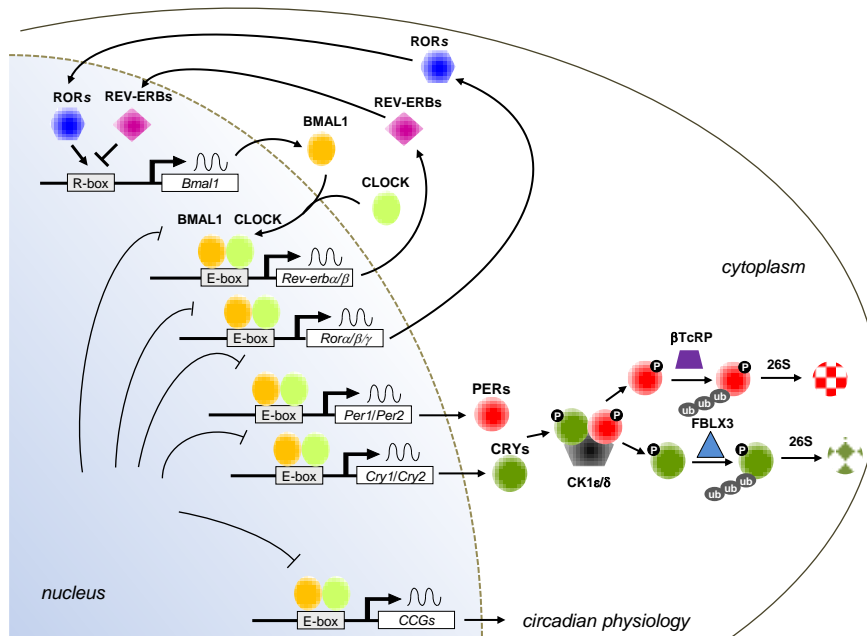 RORs
RORs
REV-ERBs
REV-ERBs
BMAL1
R-box
Bmal1
CLOCK
BMAL1 CLOCK
E-box
Rev-erbα/β
cytoplasm
E-box
Rorα/β/γ
βTcRP
P
P
26S
ub ub ub
PERs
E-box
Per1/Per2
P
P
FBLX3
CRYs
P
P
26S
E-box
Cry1/Cry2
CK1ε/δ
ub ub ub
nucleus
E-box
CCGs
circadian physiology